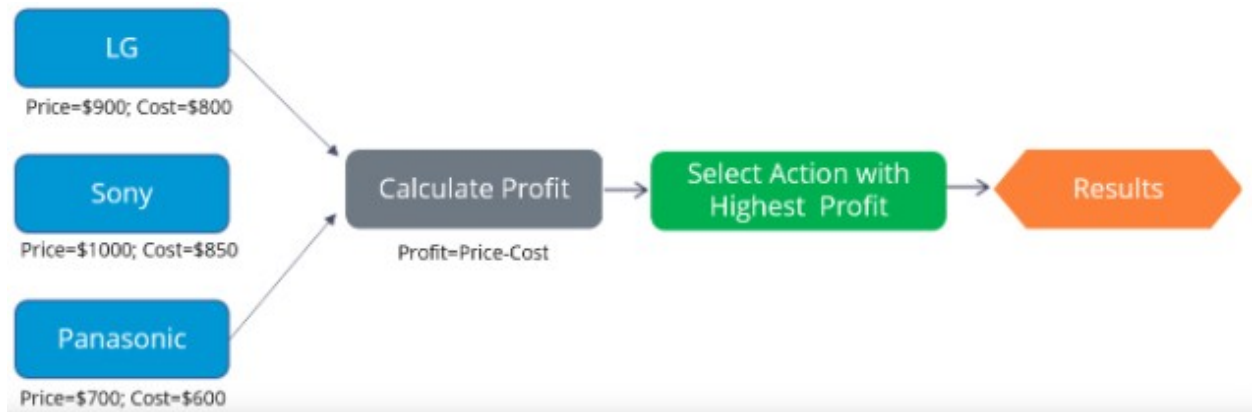 LG
Price=$900; Cost=$800
Sony
Price=$1000; Cost=$850
Panasonic
Price=$700; Cost=$600
Calculate Profit
Profit=Price-Cost
Select Action with
Highest Profit
Results